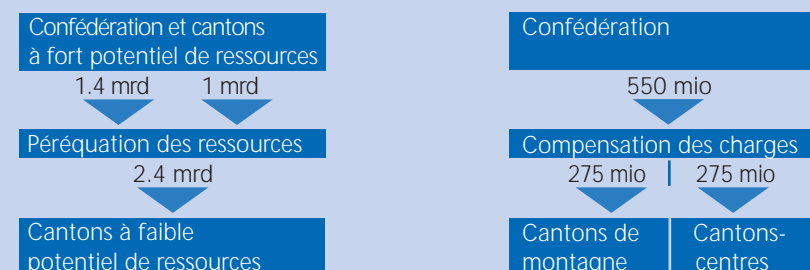 Confédération et cantons
à fort potentiel de ressources
1.4 mrd 1 mrd
Péréquation des ressources
2.4 mrd
Cantons à faible
potentiel de ressources
Confédération
550 mio
Compensation des charges
275 mio 275 mio
Cantons de
montagne
Cantons-
centres